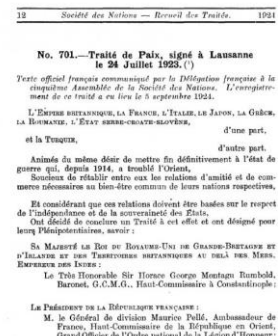 12 Société des Nations — Recueil des Traités. 1924
No. 701.—Traité de Paix, signé à Lausanne
le 24 Juillet 1923.(¹)
Texte officiel français communiqué par la Délégation française à la
cinquième Assemblée de la Société des Nations. L'enregistre-
ment de ce traité a eu lieu le 5 septembre 1924.
L'EMPIRE BRITANNIQUE, LA FRANCE, L'ITALIE, LE JAPON, LA GRÈCE,
LA ROUMANIE, L'ÉTAT SERBE-CROATE-SLOVÈNE,
d'une part,
et la TURQUIE,
d'autre part.
Animés du même désir de mettre fin définitivement à l'état de
guerre qui, depuis 1914, a troublé l'Orient,
Soucieux de rétablir entre eux les relations d'amitié et de com-
merce nécessaires au bien-être commun de leurs nations respectives,
Et considérant que ces relations doivent être basées sur le respect
de l'indépendance et de la souveraineté des États,
Ont décidé de conclure un Traité à cet effet et ont désigné pour
leurs Plénipotentiaires, savoir :
SA MAJESTÉ LE ROI DU ROYAUME-UNI DE GRANDE-BRETAGNE ET
D'IRLANDE ET DES TERRITOIRES BRITANNIQUES AU DELÀ DES MERS,
EMPEREUR DES INDES :
Le Très Honorable Sir Horace George Montagu Rumbold,
Baronet, G.C.M.G., Haut-Commissaire à Constantinople ;
LE PRÉSIDENT DE LA RÉPUBLIQUE FRANÇAISE :
M. le Général de division Maurice Pellé, Ambassadeur de
France, Haut-Commissaire de la République en Orient,
Grand Officier de l'Ordre national de la Légion d'Honneur;